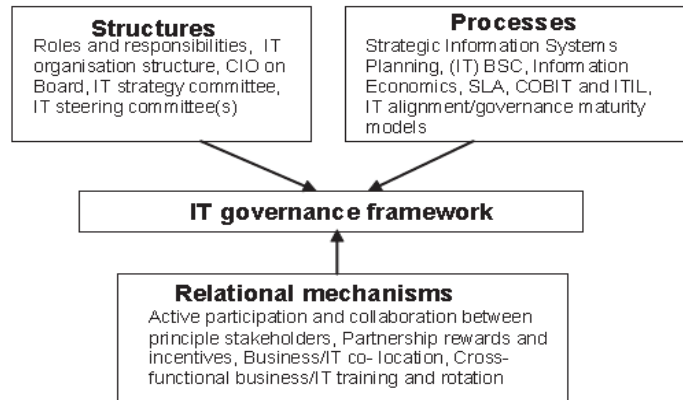 Structures
Roles and responsibilities, IT
organisation structure, CIO on
Board, IT strategy committee,
IT steering committee(s)
Processes
Strategic Information Systems
Planning, (IT) BSC, Information
Economics, SLA, COBIT and ITIL,
IT alignment/governance maturity
models
IT governance framework
Relational mechanisms
Active participation and collaboration between
principle stakeholders, Partnership rewards and
incentives, Business/IT co- location, Cross-
functional business/IT training and rotation